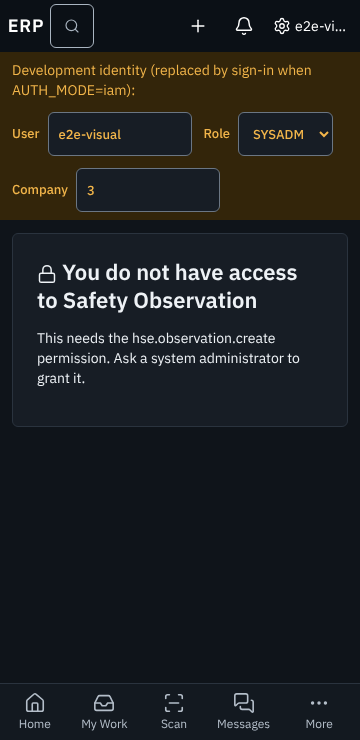 ERP
e2e-vi...
Development identity (replaced by sign-in when
AUTH_MODE=iam):
User e2e-visual Role SYSADM
Company 3
You do not have access
to Safety Observation
This needs the hse.observation.create
permission. Ask a system administrator to
grant it.
Home My Work Scan Messages More